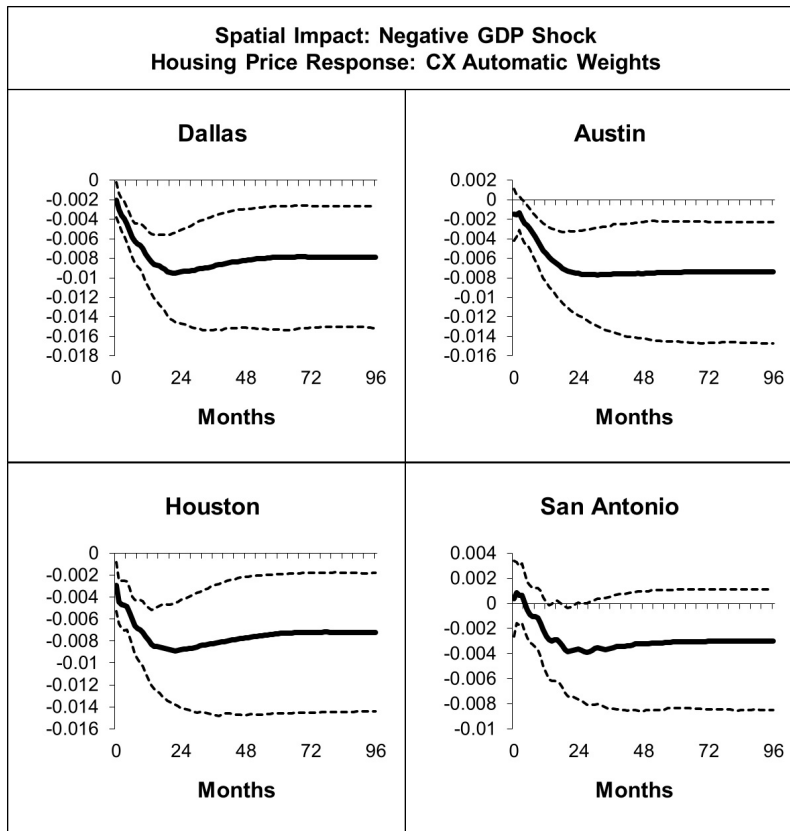 Spatial Impact: Negative GDP Shock
Housing Price Response: CX Automatic Weights
Dallas
0
-0.002
-0.004
-0.006
-0.008
-0.01
-0.012
-0.014
-0.016
-0.018
0 24 48 72 96
Months
Austin
0.002
0
-0.002
-0.004
-0.006
-0.008
-0.01
-0.012
-0.014
-0.016
0 24 48 72 96
Months
Houston
0
-0.002
-0.004
-0.006
-0.008
-0.01
-0.012
-0.014
-0.016
0 24 48 72 96
Months
San Antonio
0.004
0.002
0
-0.002
-0.004
-0.006
-0.008
-0.01
0 24 48 72 96
Months